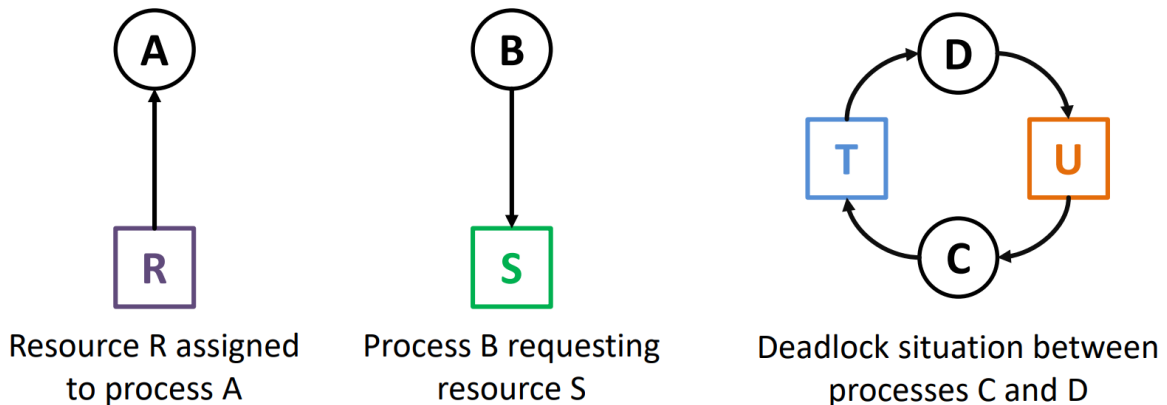 A
B
D
T
U
C
R
S
Resource R assigned
to process A
Process B requesting
resource S
Deadlock situation between
processes C and D